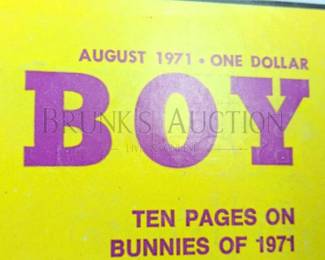 AUGUST 1971 • ONE DOLLAR
BOY
BRUNK'S AUCTION
TEN PAGES ON
BUNNIES OF 1971